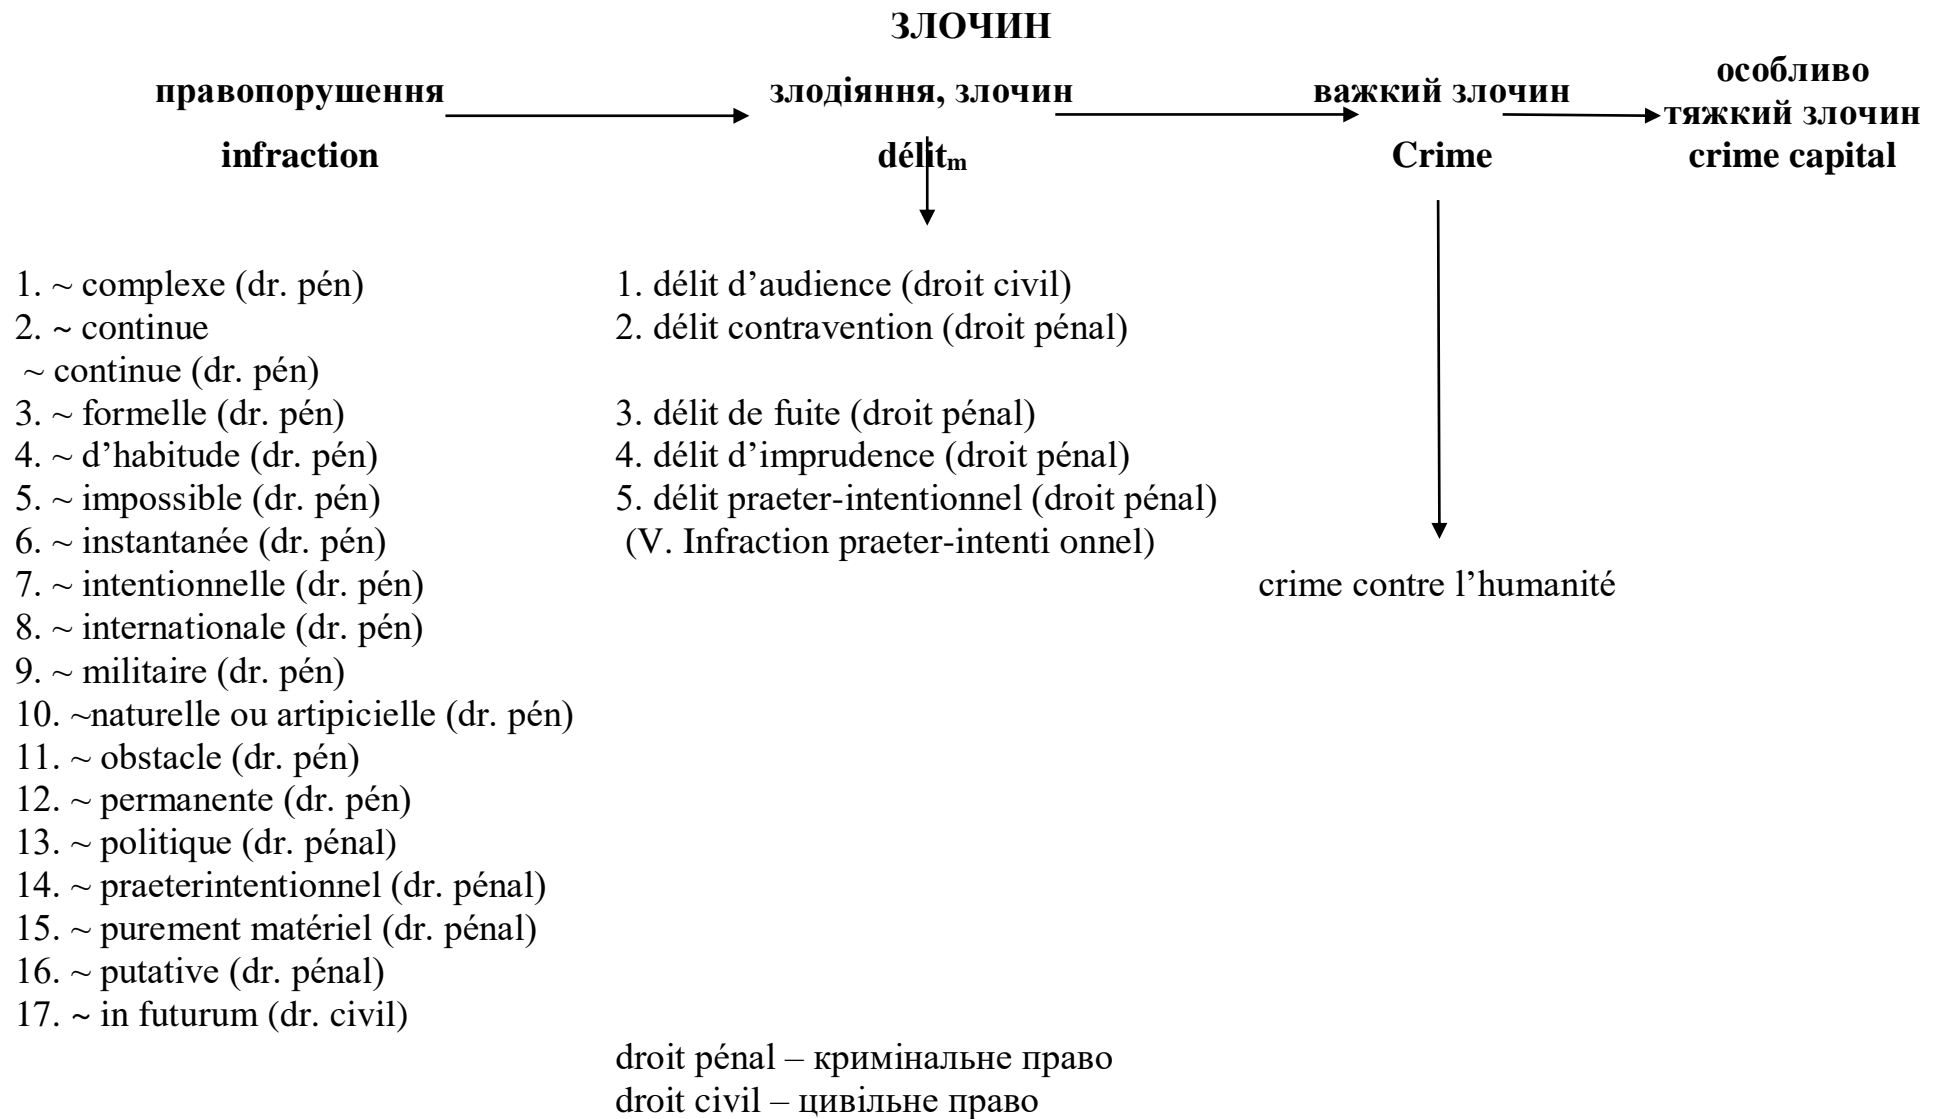 ЗЛОЧИН
правопорушення
infraction
злодіяння, злочин
délitm
важкий злочин
Crime
особливо
тяжкий злочин
crime capital
1. ~ complexe (dr. pén)
2. ~ continue
~ continue (dr. pén)
3. ~ formelle (dr. pén)
4. ~ d’habitude (dr. pén)
5. ~ impossible (dr. pén)
6. ~ instantanée (dr. pén)
7. ~ intentionnelle (dr. pén)
8. ~ internationale (dr. pén)
9. ~ militaire (dr. pén)
10. ~naturelle ou artipicielle (dr. pén)
11. ~ obstacle (dr. pén)
12. ~ permanente (dr. pén)
13. ~ politique (dr. pénal)
14. ~ praeterintentionnel (dr. pénal)
15. ~ purement matériel (dr. pénal)
16. ~ putative (dr. pénal)
17. ~ in futurum (dr. civil)
1. délit d’audience (droit civil)
2. délit contravention (droit pénal)
3. délit de fuite (droit pénal)
4. délit d’imprudence (droit pénal)
5. délit praeter-intentionnel (droit pénal)
(V. Infraction praeter-intenti onnel)
crime contre l’humanité
droit pénal – кримінальне право
droit civil – цивільне право